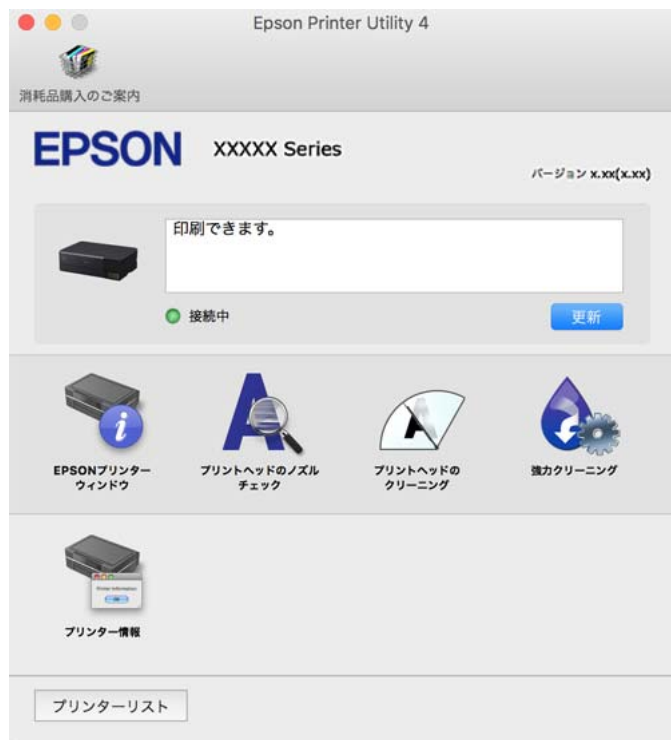 Epson Printer Utility 4
消耗品購入のご案内
EPSON XXXXX Series
バージョン x.xx(x.xx)
印刷できます。
接続中
更新
EPSONプリンター
ウィンドウ
プリントヘッドのノズル
チェック
プリントヘッドの
クリーニング
強力クリーニング
Printer Information
OK
プリンター情報
プリンターリスト